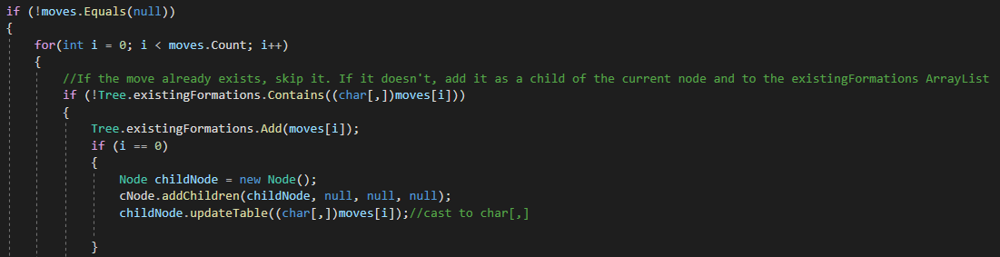 if (!moves.Equals(null))
{
for(int i = 0; i < moves.Count; i++)
{
//If the move already exists, skip it. If it doesn't, add it as a child of the current node and to the existingFormations ArrayList
if (!Tree.existingFormations.Contains((char[,])moves[i]))
{
Tree.existingFormations.Add(moves[i]);
if (i == 0)
{
Node childNode = new Node();
cNode.addChildren(childNode, null, null, null);
childNode.updateTable((char[,])moves[i]);//cast to char[,]
}